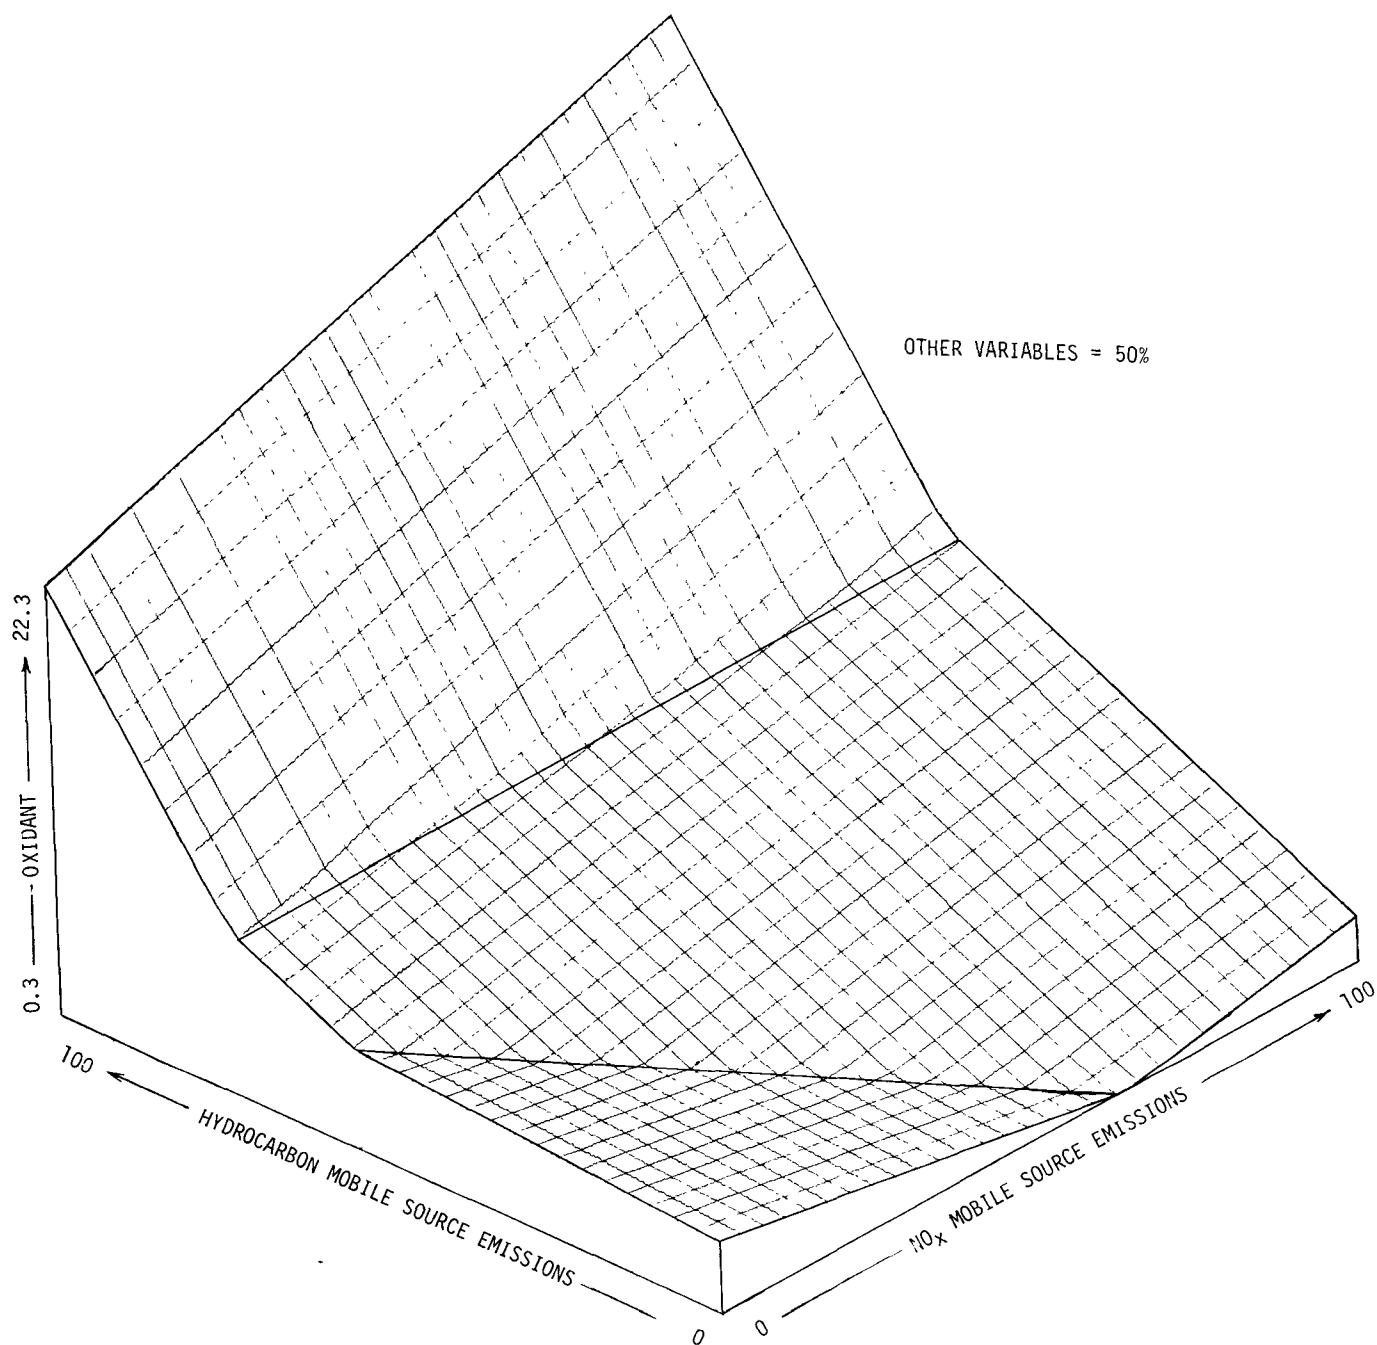 OTHER VARIABLES = 50%
22.3
OXIDANT
0.3
100
HYDROCARBON MOBILE SOURCE EMISSIONS
0
0
NOx MOBILE SOURCE EMISSIONS
100